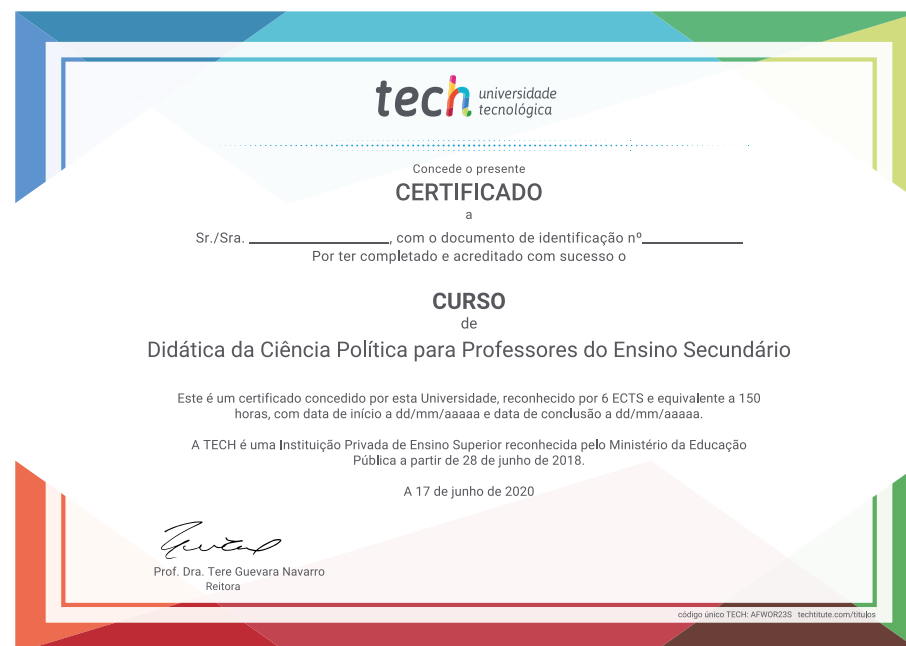 tech universidade
tecnológica
Concede o presente
CERTIFICADO
a
Sr./Sra. ____________________, com o documento de identificação nº______________
Por ter completado e acreditado com sucesso o
CURSO
de
Didática da Ciência Política para Professores do Ensino Secundário
Este é um certificado concedido por esta Universidade, reconhecido por 6 ECTS e equivalente a 150
horas, com data de início a dd/mm/aaaaa e data de conclusão a dd/mm/aaaaa.
A TECH é uma Instituição Privada de Ensino Superior reconhecida pelo Ministério da Educação
Pública a partir de 28 de junho de 2018.
A 17 de junho de 2020
Prof. Dra. Tere Guevara Navarro
Reitora
código único TECH: AFWOR23S techtitute.com/titulos